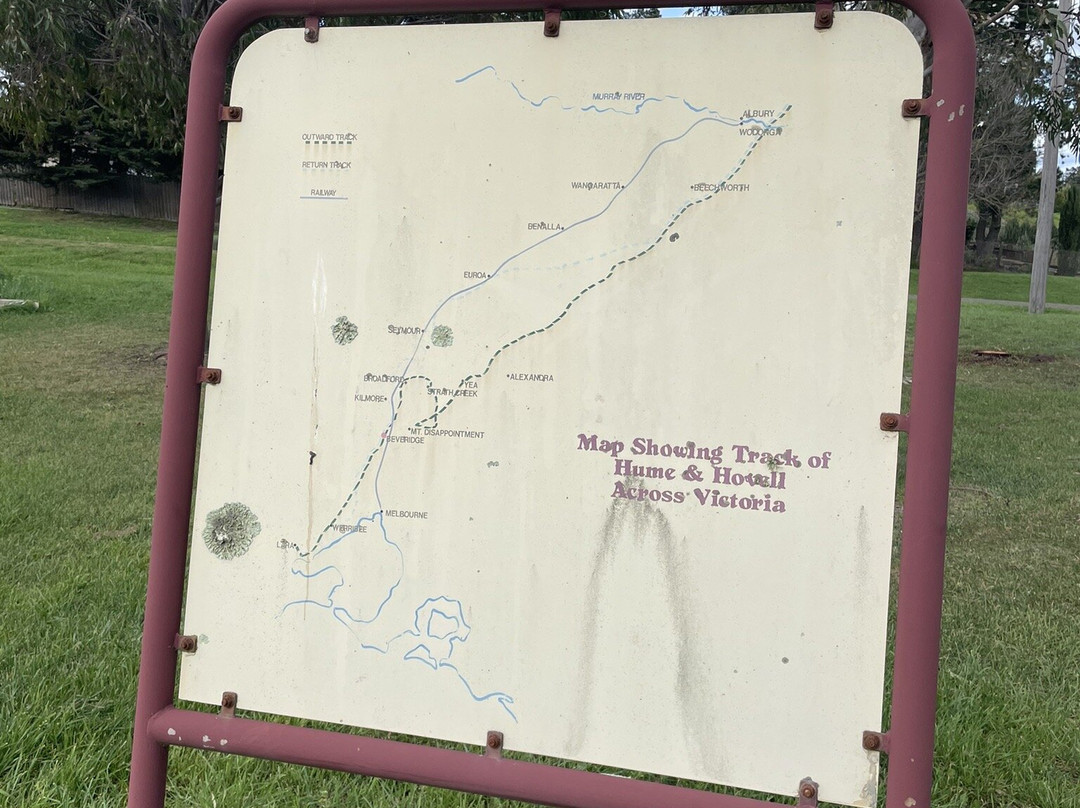 MURRAY RIVER
ALBURY
WODONGA
OUTWARD TRACK
RETURN TRACK
RAILWAY
WANGARATTA
BEECHWORTH
BENALLA
EUROA
SEYMOUR
BROADFORD
YEA
ALEXANDRA
STRATH CREEK
KILMORE
MT. DISAPPOINTMENT
BEVERIDGE
Map Showing Track of
Hume & Hovell
Across Victoria
MELBOURNE
WERRIBEE
LARA